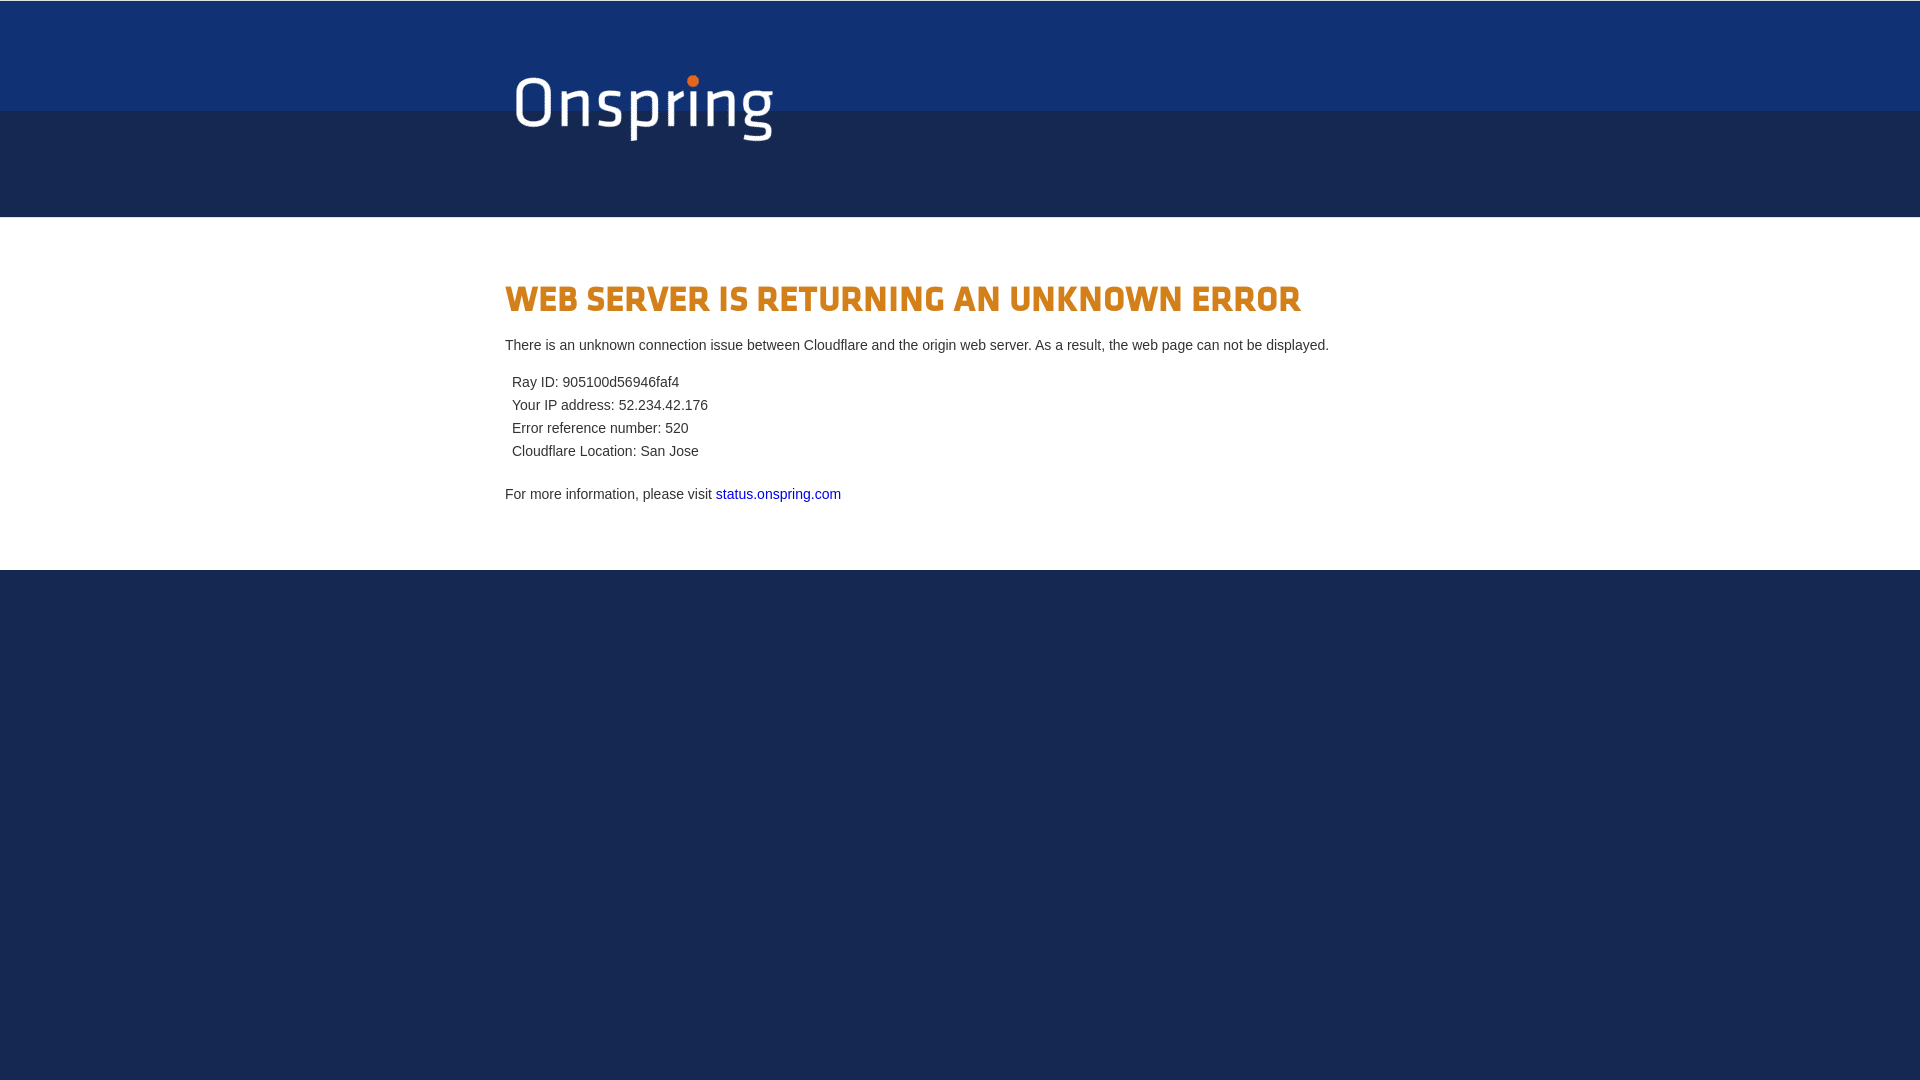 Onspring
WEB SERVER IS RETURNING AN UNKNOWN ERROR
There is an unknown connection issue between Cloudflare and the origin web server. As a result, the web page can not be displayed.
Ray ID: 905100d56946faf4
Your IP address: 52.234.42.176
Error reference number: 520
Cloudflare Location: San Jose
For more information, please visit status.onspring.com